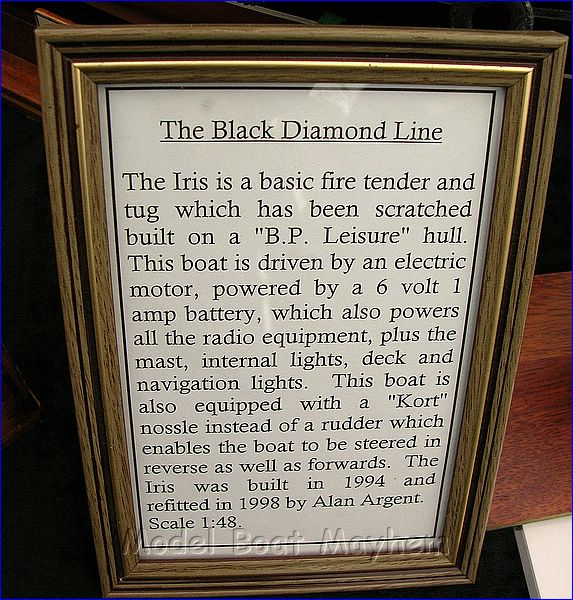 The Black Diamond Line
The Iris is a basic fire tender and
tug which has been scratched
built on a "B.P. Leisure" hull.
This boat is driven by an electric
motor, powered by a 6 volt 1
amp battery, which also powers
all the radio equipment, plus the
mast, internal lights, deck and
navigation lights. This boat is
also equipped with a "Kort"
nossle instead of a rudder which
enables the boat to be steered in
reverse as well as forwards. The
Iris was built in 1994 and
refitted in 1998 by Alan Argent.
Scale 1:48.
Model Boat Mayhem